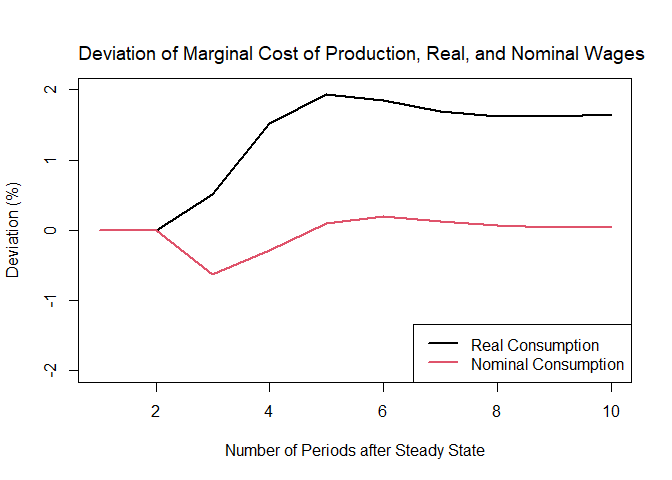 Deviation of Marginal Cost of Production, Real, and Nominal Wages
Deviation (%)
2
1
0
-1
-2
Real Consumption
Nominal Consumption
2
4
6
8
10
Number of Periods after Steady State